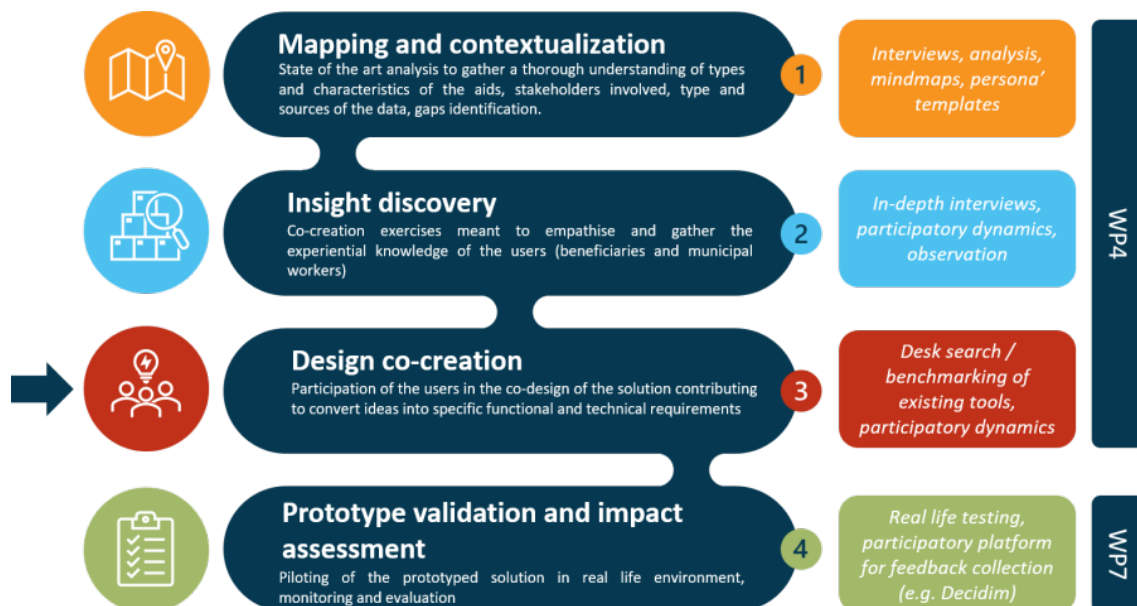 Mapping and contextualization
State of the art analysis to gather a thorough understanding of types
and characteristics of the aids, stakeholders involved, type and
sources of the data, gaps identification.
1
Interviews, analysis,
mindmaps, persona'
templates
Insight discovery
Co-creation exercises meant to empathise and gather the
experiential knowledge of the users (beneficiaries and municipal
workers)
2
In-depth interviews,
participatory dynamics,
observation
WP4
Design co-creation
Participation of the users in the co-design of the solution contributing
to convert ideas into specific functional and technical requirements
3
Desk search /
benchmarking of
existing tools,
participatory dynamics
Prototype validation and impact
assessment
Piloting of the prototyped solution in real life environment,
monitoring and evaluation
4
Real life testing,
participatory platform
for feedback collection
(e.g. Decidim)
WP7